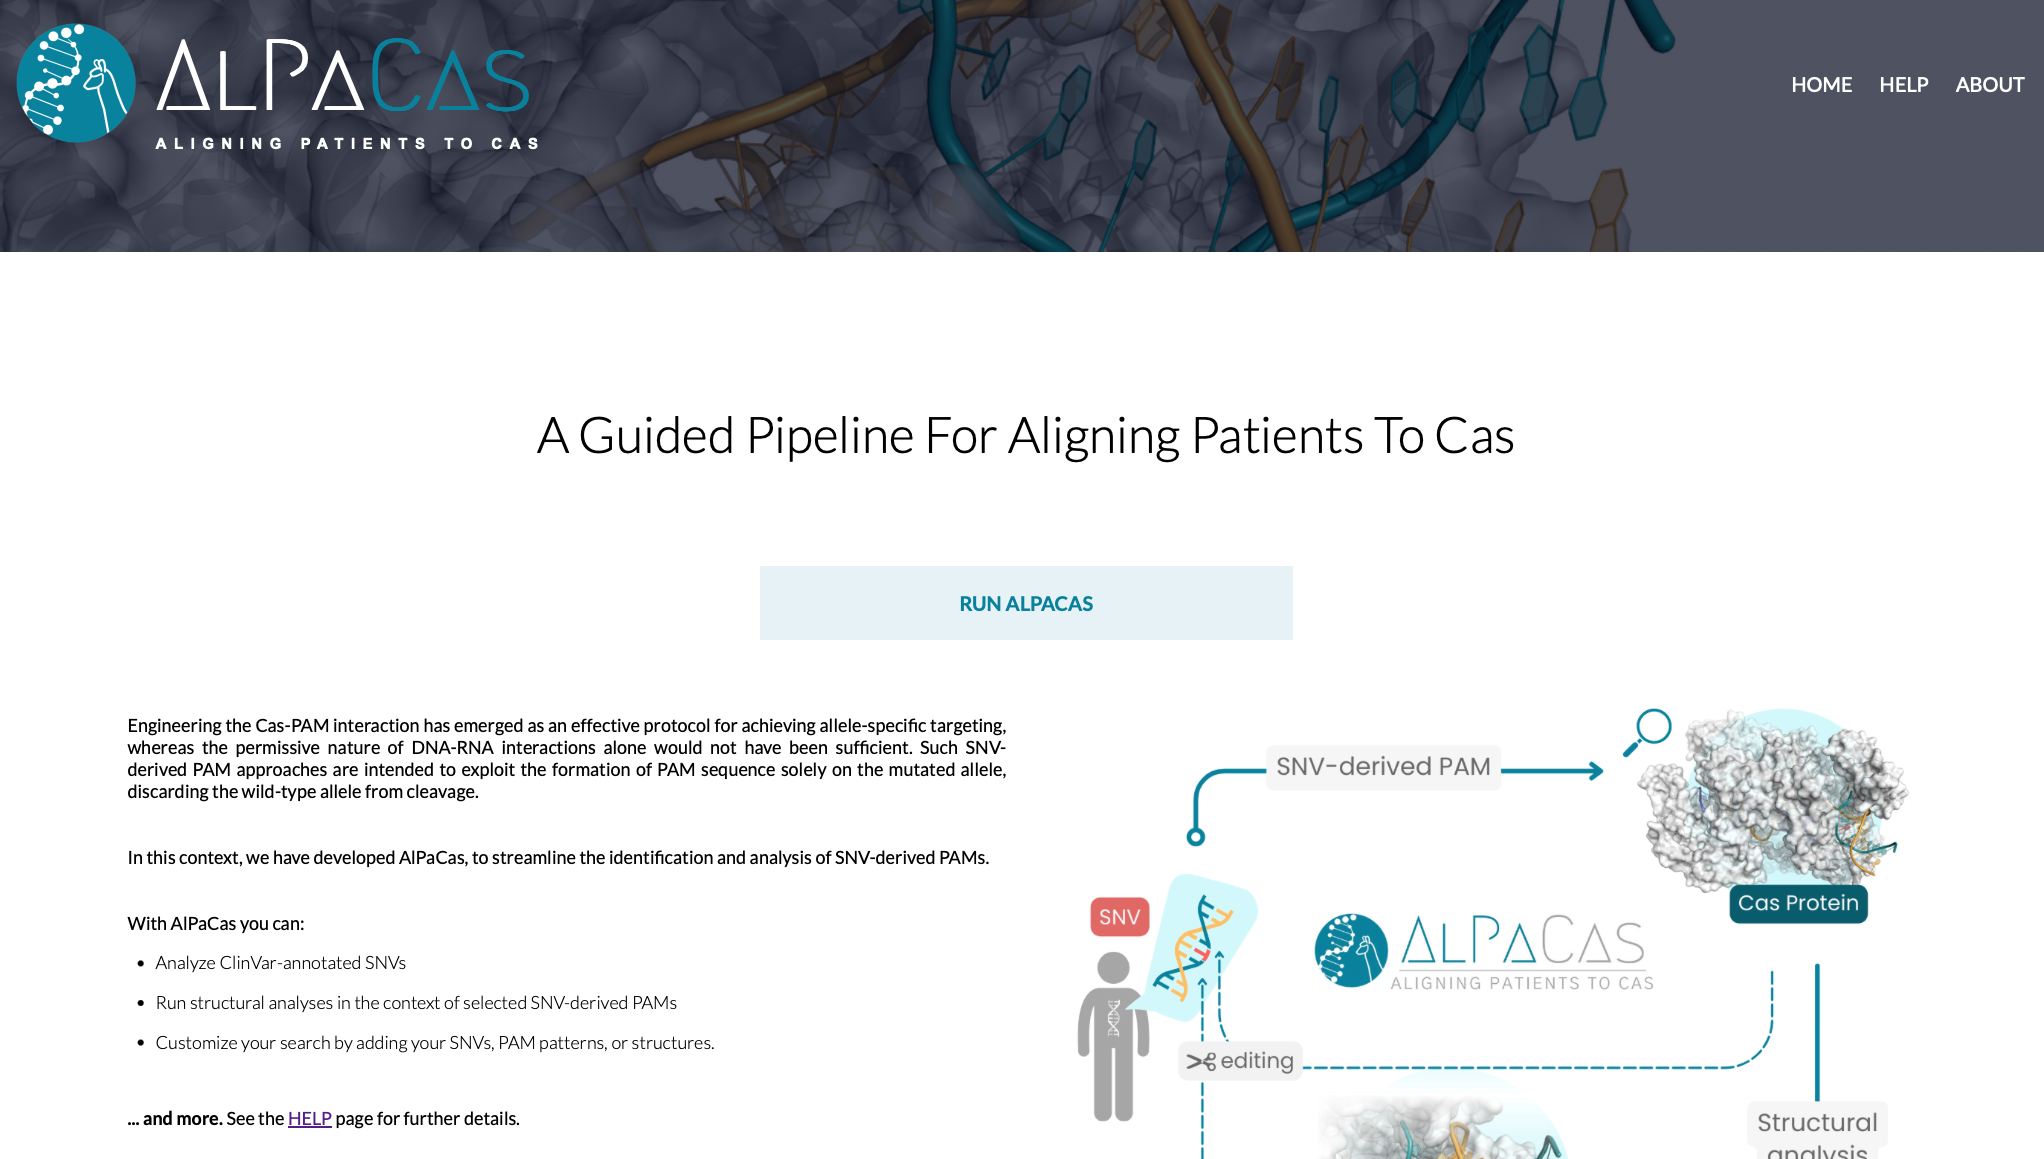 ALPACAS
ALIGNING PATIENTS TO CAS
HOME HELP ABOUT
A Guided Pipeline For Aligning Patients To Cas
RUN ALPACAS
Engineering the Cas-PAM interaction has emerged as an effective protocol for achieving allele-specific targeting,
whereas the permissive nature of DNA-RNA interactions alone would not have been sufficient. Such SNV-
derived PAM approaches are intended to exploit the formation of PAM sequence solely on the mutated allele,
discarding the wild-type allele from cleavage.
In this context, we have developed AlPaCas, to streamline the identification and analysis of SNV-derived PAMs.
With AlPaCas you can:
• Analyze ClinVar-annotated SNVs
• Run structural analyses in the context of selected SNV-derived PAMs
• Customize your search by adding your SNVs, PAM patterns, or structures.
... and more. See the HELP page for further details.
SNV-derived PAM
Cas Protein
SNV
ALPACAS
ALIGNING PATIENTS TO CAS
editing
Structural
analysis